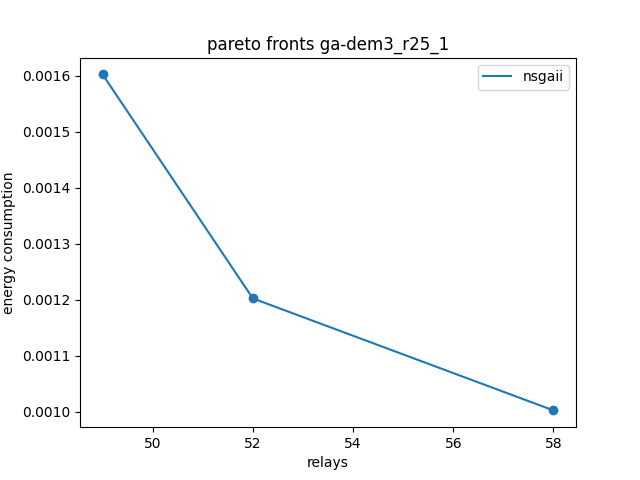 pareto fronts ga-dem3_r25_1
nsgaii
0.0016
0.0015
0.0014
0.0013
0.0012
0.0011
0.0010
energy consumption
50 52 54 56 58
relays